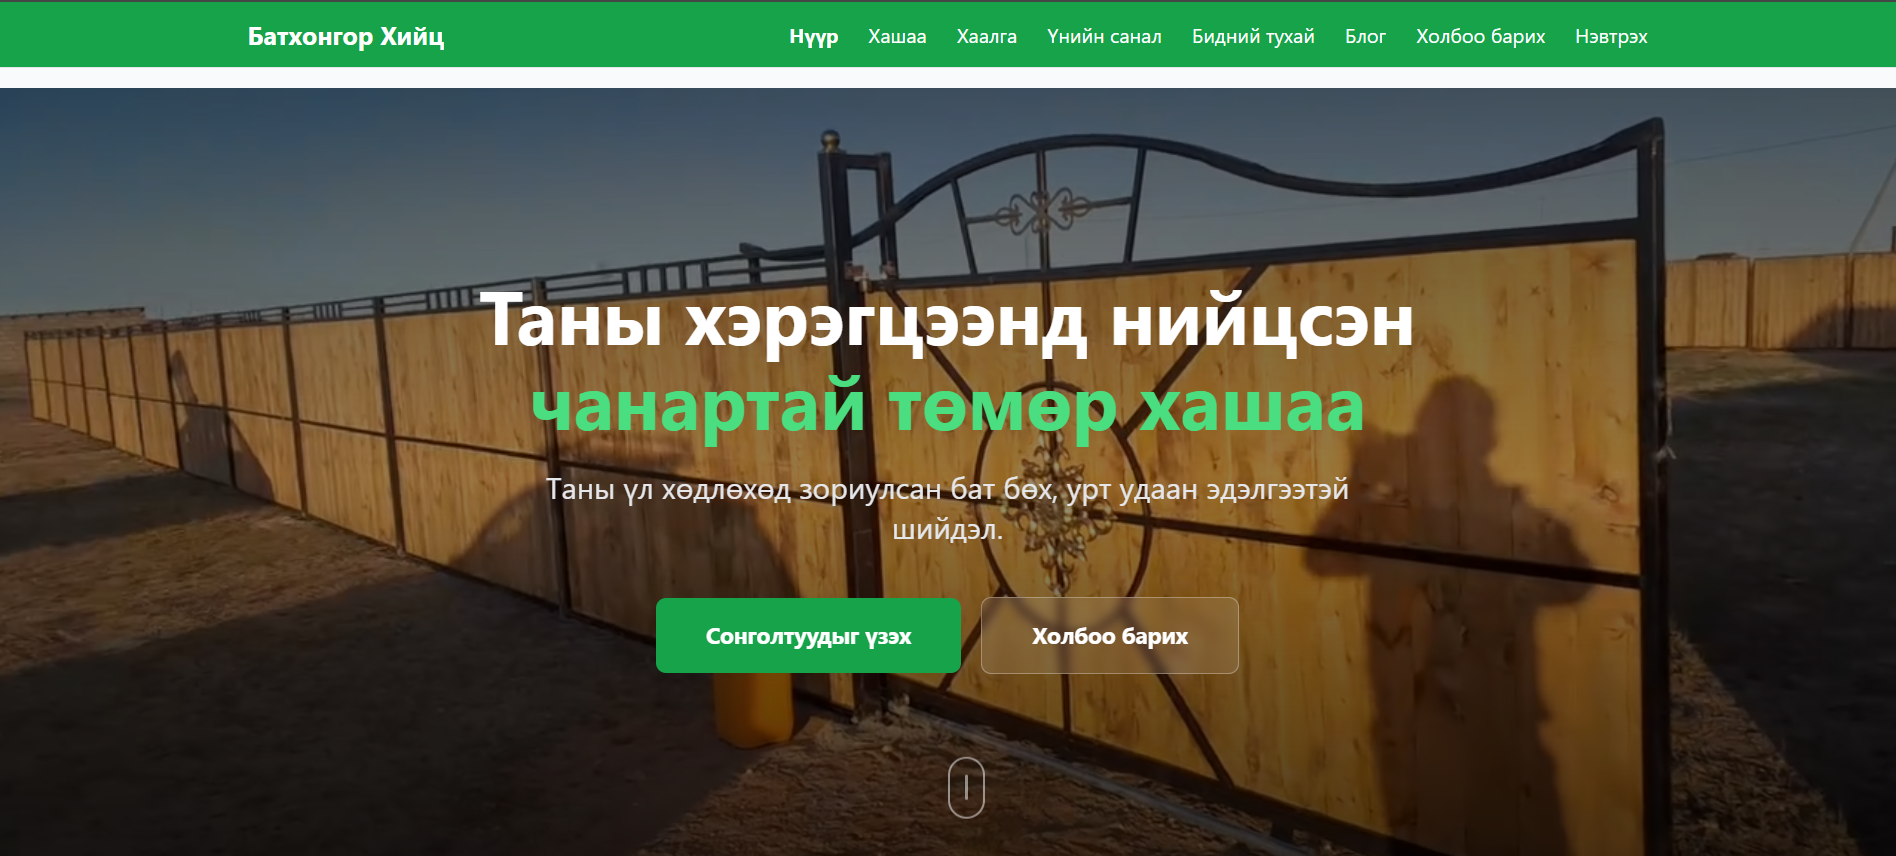 Батхонгор Хийц
Нүүр Хашаа Хаалга Үнийн санал Бидний тухай Блог Холбоо барих Нэвтрэх
Таны хэрэгцээнд нийцсэн
чанартай төмөр хашаа
Таны үл хөдлөхөд зориулсан бат бөх, урт удаан эдэлгээтэй
шийдэл.
Сонголтуудыг үзэх
Холбоо барих